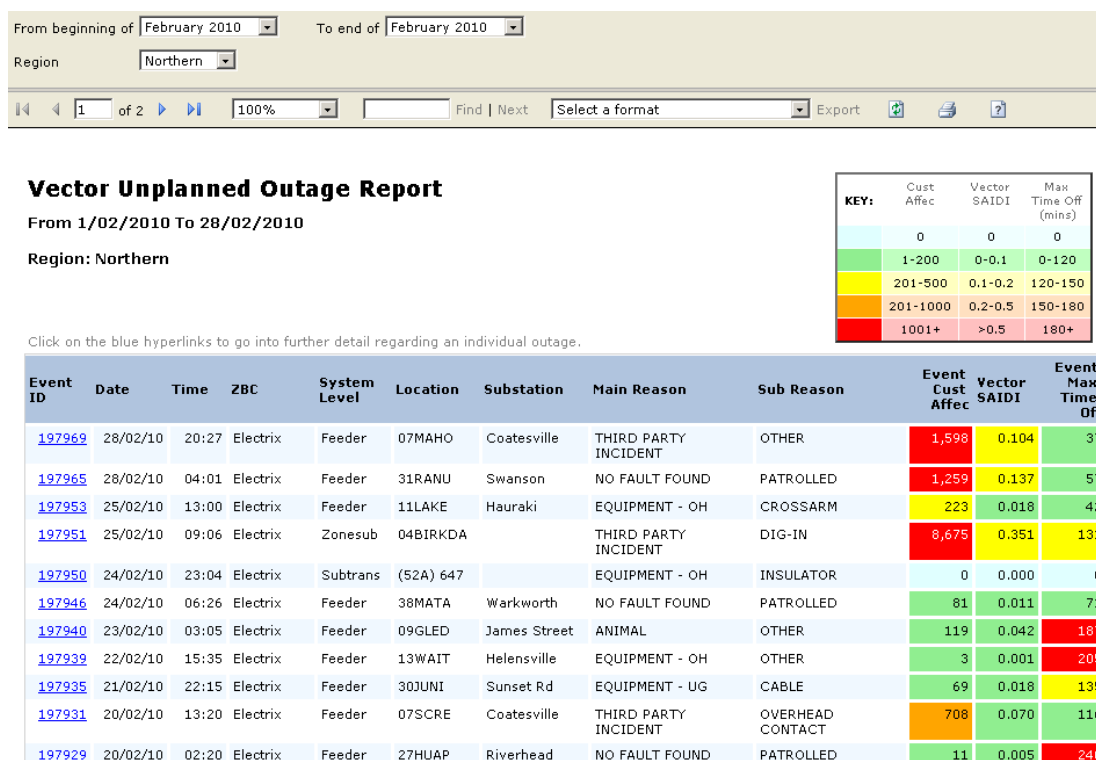 From beginning of February 2010 To end of February 2010
Region Northern
1 of 2 100% Find | Next Select a format Export
Vector Unplanned Outage Report
From 1/02/2010 To 28/02/2010
Region: Northern
KEY: Cust Affec Vector SAIDI Max Time Off (mins)
0 0 0
1-200 0-0.1 0-120
201-500 0.1-0.2 120-150
201-1000 0.2-0.5 150-180
1001+ >0.5 180+
Click on the blue hyperlinks to go into further detail regarding an individual outage.
Event ID Date Time ZBC System Level Location Substation Main Reason Sub Reason Event Cust Affec Vector SAIDI Event Max Time
197969 28/02/10 20:27 Electrix Feeder 07MAHO Coatesville THIRD PARTY INCIDENT OTHER 1,598 0.104
197965 28/02/10 04:01 Electrix Feeder 31RANU Swanson NO FAULT FOUND PATROLLED 1,259 0.137
197953 25/02/10 13:00 Electrix Feeder 11LAKE Hauraki EQUIPMENT - OH CROSSARM 223 0.018
197951 25/02/10 09:06 Electrix Zonesub 04BIRKDA THIRD PARTY INCIDENT DIG-IN 8,675 0.351
197950 24/02/10 23:04 Electrix Subtrans (52A) 647 EQUIPMENT - OH INSULATOR 0 0.000
197946 24/02/10 06:26 Electrix Feeder 38MATA Warkworth NO FAULT FOUND PATROLLED 81 0.011
197940 23/02/10 03:05 Electrix Feeder 09GLED James Street ANIMAL OTHER 119 0.042
197939 22/02/10 15:35 Electrix Feeder 13WAIT Helensville EQUIPMENT - OH OTHER 3 0.001
197935 21/02/10 22:15 Electrix Feeder 30JUNI Sunset Rd EQUIPMENT - UG CABLE 69 0.018
197931 20/02/10 13:20 Electrix Feeder 07SCRE Coatesville THIRD PARTY INCIDENT OVERHEAD CONTACT 708 0.070
197929 20/02/10 02:20 Electrix Feeder 27HUAP Riverhead NO FAULT FOUND PATROLLED 11 0.005